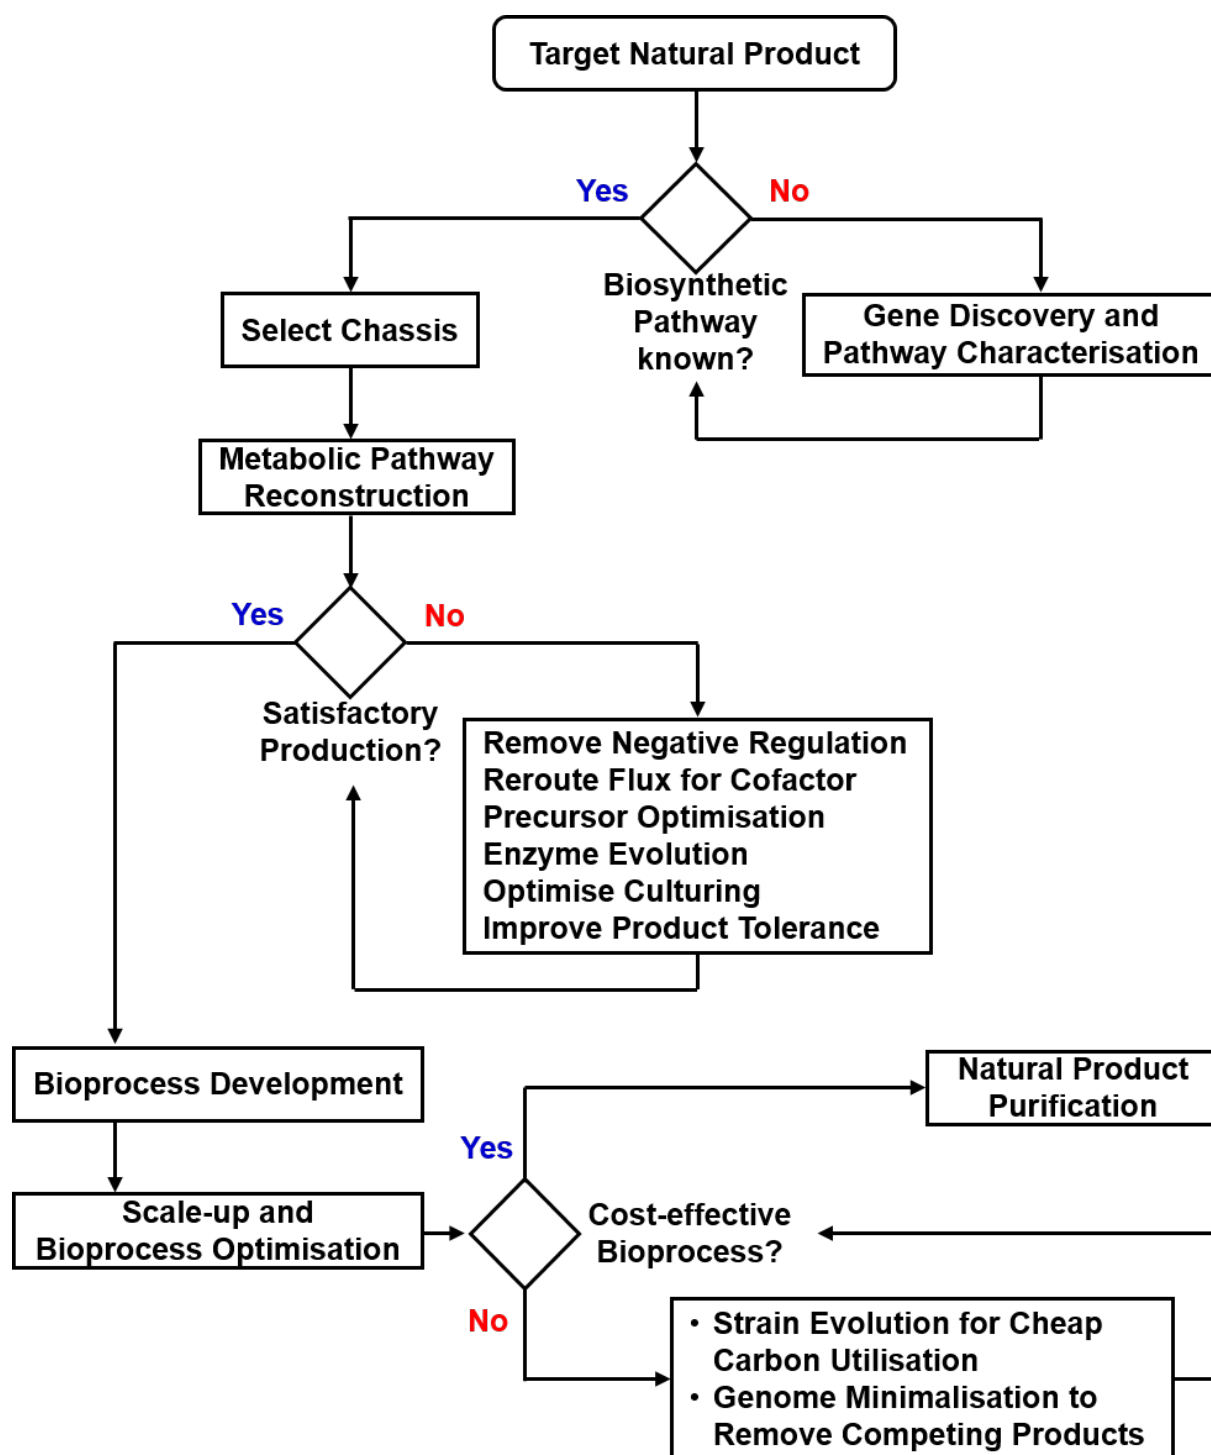 Target Natural Product
Yes
No
Biosynthetic
Pathway
known?
Select Chassis
Gene Discovery and
Pathway Characterisation
Metabolic Pathway
Reconstruction
Yes
No
Satisfactory
Production?
Remove Negative Regulation
Reroute Flux for Cofactor
Precursor Optimisation
Enzyme Evolution
Optimise Culturing
Improve Product Tolerance
Bioprocess Development
Natural Product
Purification
Yes
Scale-up and
Bioprocess Optimisation
Cost-effective
Bioprocess?
No
• Strain Evolution for Cheap
Carbon Utilisation
• Genome Minimalisation to
Remove Competing Products